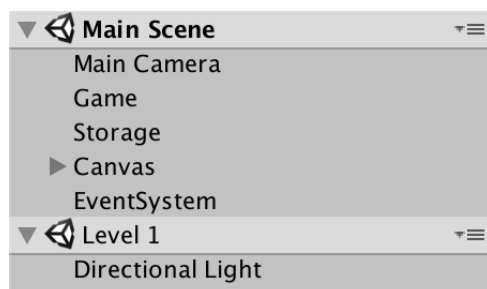 Main Scene
Main Camera
Game
Storage
Canvas
EventSystem
Level 1
Directional Light